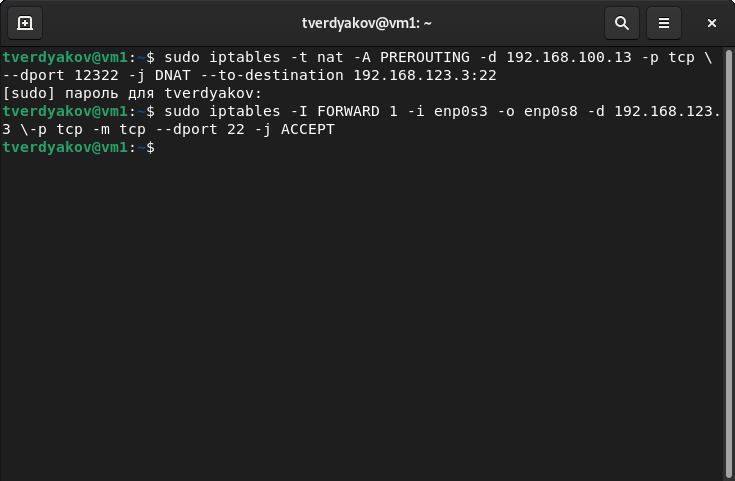 tverdyakov@vm1: ~
tverdyakov@vm1:~$ sudo iptables -t nat -A PREROUTING -d 192.168.100.13 -p tcp \
--dport 12322 -j DNAT --to-destination 192.168.123.3:22
[sudo] пароль для tverdyakov:
tverdyakov@vm1:~$ sudo iptables -I FORWARD 1 -i enp0s3 -o enp0s8 -d 192.168.123.
3 \-p tcp -m tcp --dport 22 -j ACCEPT
tverdyakov@vm1:~$